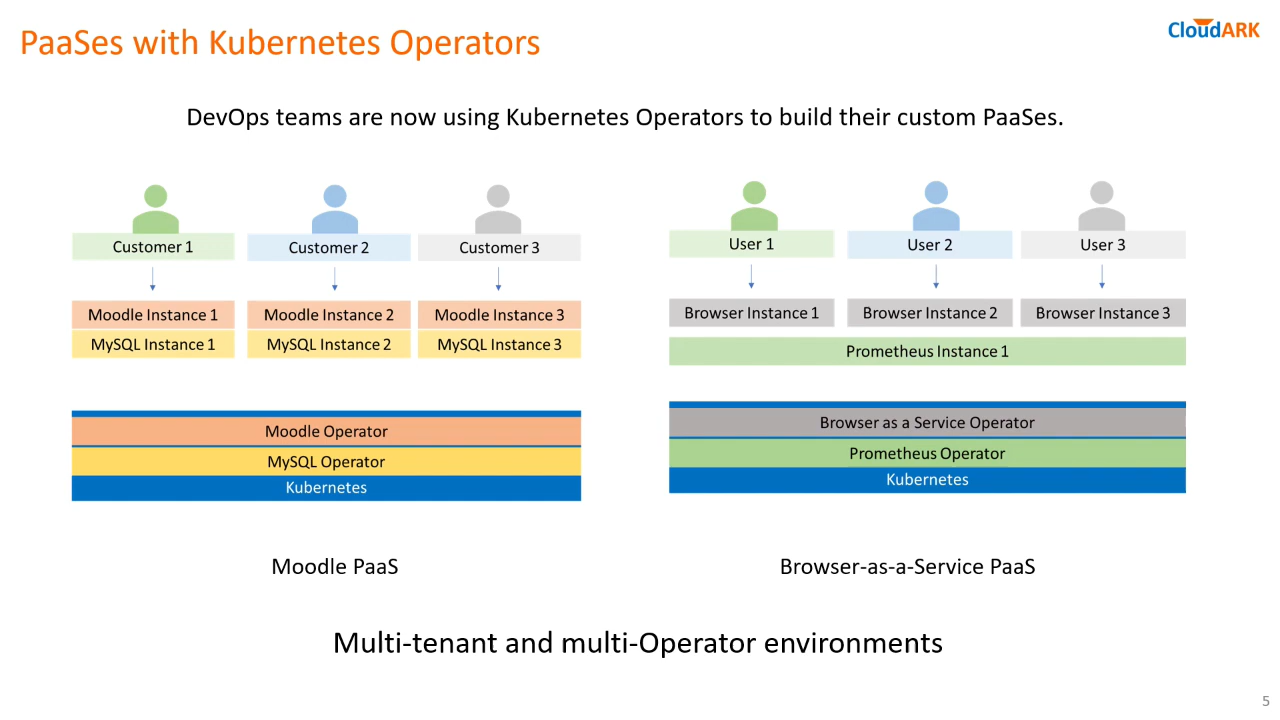 PaaSes with Kubernetes Operators
CloudARK
DevOps teams are now using Kubernetes Operators to build their custom PaaSes.
Customer 1
Customer 2
Customer 3
Moodle Instance 1
Moodle Instance 2
Moodle Instance 3
MySQL Instance 1
MySQL Instance 2
MySQL Instance 3
Moodle Operator
MySQL Operator
Kubernetes
Moodle PaaS
User 1
User 2
User 3
Browser Instance 1
Browser Instance 2
Browser Instance 3
Prometheus Instance 1
Browser as a Service Operator
Prometheus Operator
Kubernetes
Browser-as-a-Service PaaS
Multi-tenant and multi-Operator environments
5